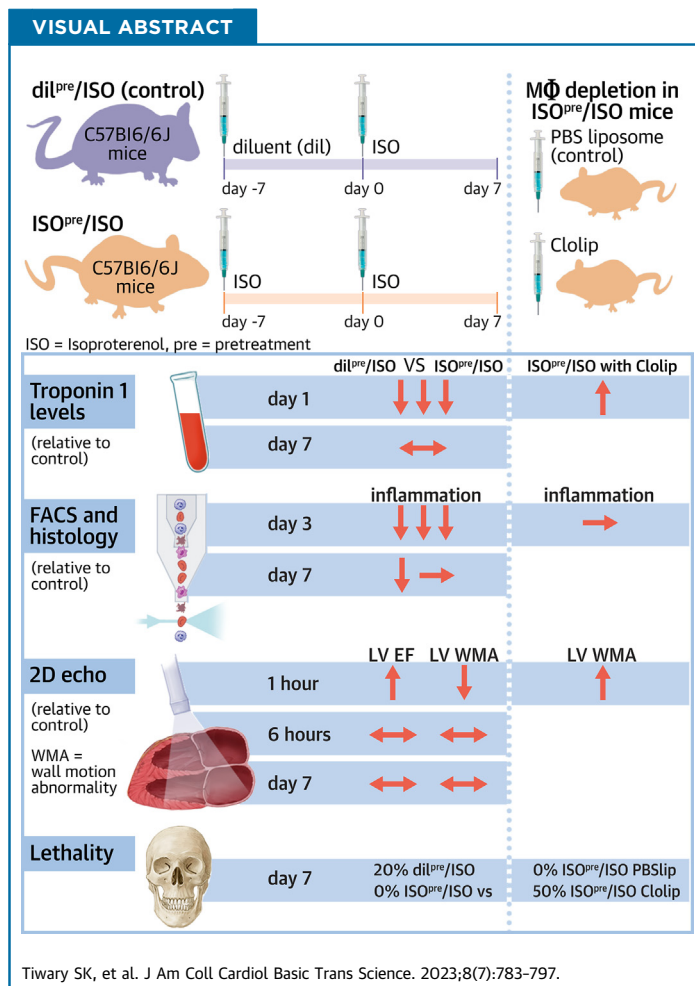 VISUAL ABSTRACT
dilpre/ISO (control)
C57BI6/6J
mice
diluent (dil)
ISO
day -7
day 0
day 7
ISOpre/ISO
C57BI6/6J
mice
ISO
ISO
day -7
day 0
day 7
ISO = Isoproterenol, pre = pretreatment
MΦ depletion in
ISOpre/ISO mice
PBS liposome
(control)
Clolip
dilpre/ISO VS ISOpre/ISO
ISOpre/ISO with Clolip
Troponin 1
levels
(relative to
control)
day 1
day 7
inflammation
inflammation
FACS and
histology
(relative to
control)
day 3
day 7
LV EF
LV WMA
LV WMA
2D echo
(relative to
control)
WMA =
wall motion
abnormality
1 hour
6 hours
day 7
Lethality
day 7
20% dilpre/ISO
0% ISOpre/ISO vs
0% ISOpre/ISO PBSlip
50% ISOpre/ISO Clolip
Tiwary SK, et al. J Am Coll Cardiol Basic Trans Science. 2023;8(7):783-797.